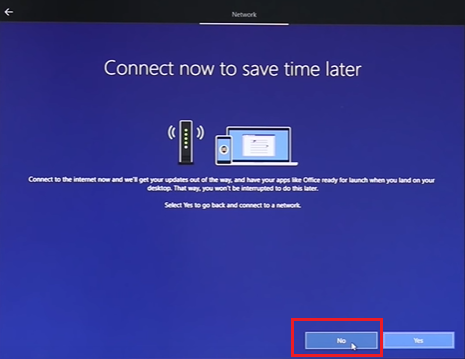 Network
Connect now to save time later
Connect to the internet now and we'll get your updates out of the way, and have your apps like Office ready for launch when you land on your
desktop. That way, you won't be interrupted to do this later.
Select Yes to go back and connect to a network.
No
Yes